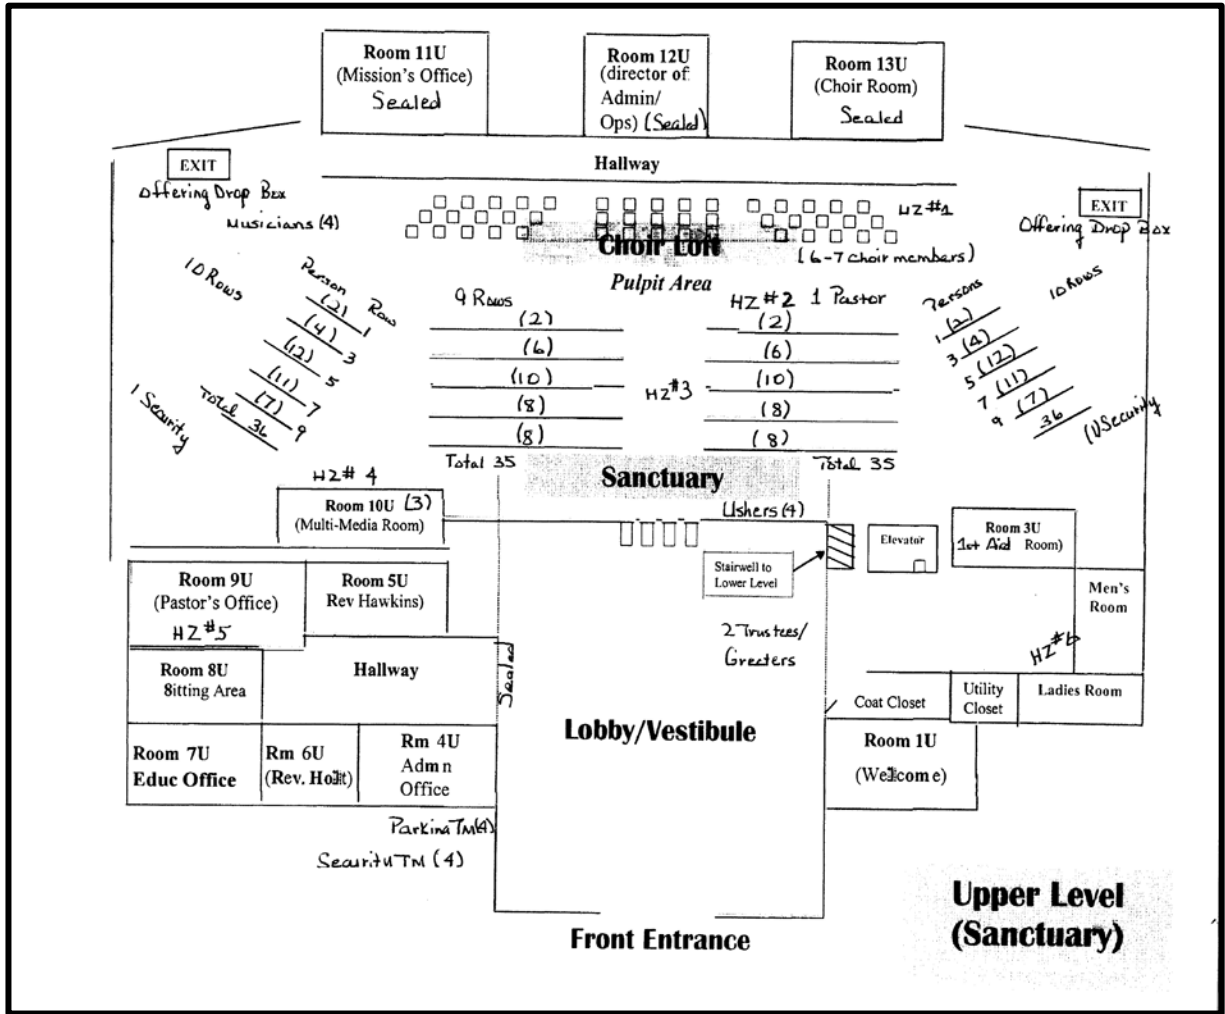 Room 11U
(Mission's Office)
Sealed
Room 12U
(director of
Admin/
Ops) (Sealed)
Room 13U
(Choir Room)
Sealed
Hallway
EXIT
Offering Drop Box
Musicians (4)
HZ #1
EXIT
Offering Drop Box
Choir Loft
(6-7 choir members)
Pulpit Area
10 Rows
Person Row
(2) 1
(4) 3
(12) 5
(11) 7
(7) 9
Total 36
1 Security
9 Rows
(2)
(6)
(10)
(8)
(8)
Total 35
HZ #2 1 Pastor
(2)
(6)
(10)
(8)
(8)
Total 35
HZ #3
Persons
10 Rows
1 (2)
3 (4)
5 (12)
7 (11)
9 (7)
36
(1) Security
Sanctuary
HZ# 4
Room 10U (3)
(Multi-Media Room)
Ushers (4)
Stairwell to
Lower Level
Elevator
Room 3U
1st Aid Room)
Men's
Room
Room 9U
(Pastor's Office)
HZ #5
Room 5U
Rev Hawkins)
2 Trustees/
Greeters
HZ #6
Room 8U
Sitting Area
Hallway
Sealed
Coat Closet
Utility
Closet
Ladies Room
Room 7U
Educ Office
Rm 6U
Rm 4U
Admn
Office
Lobby/Vestibule
Room 1U
(Welcome)
Parking TM (4)
Security TM (4)
Front Entrance
Upper Level
(Sanctuary)